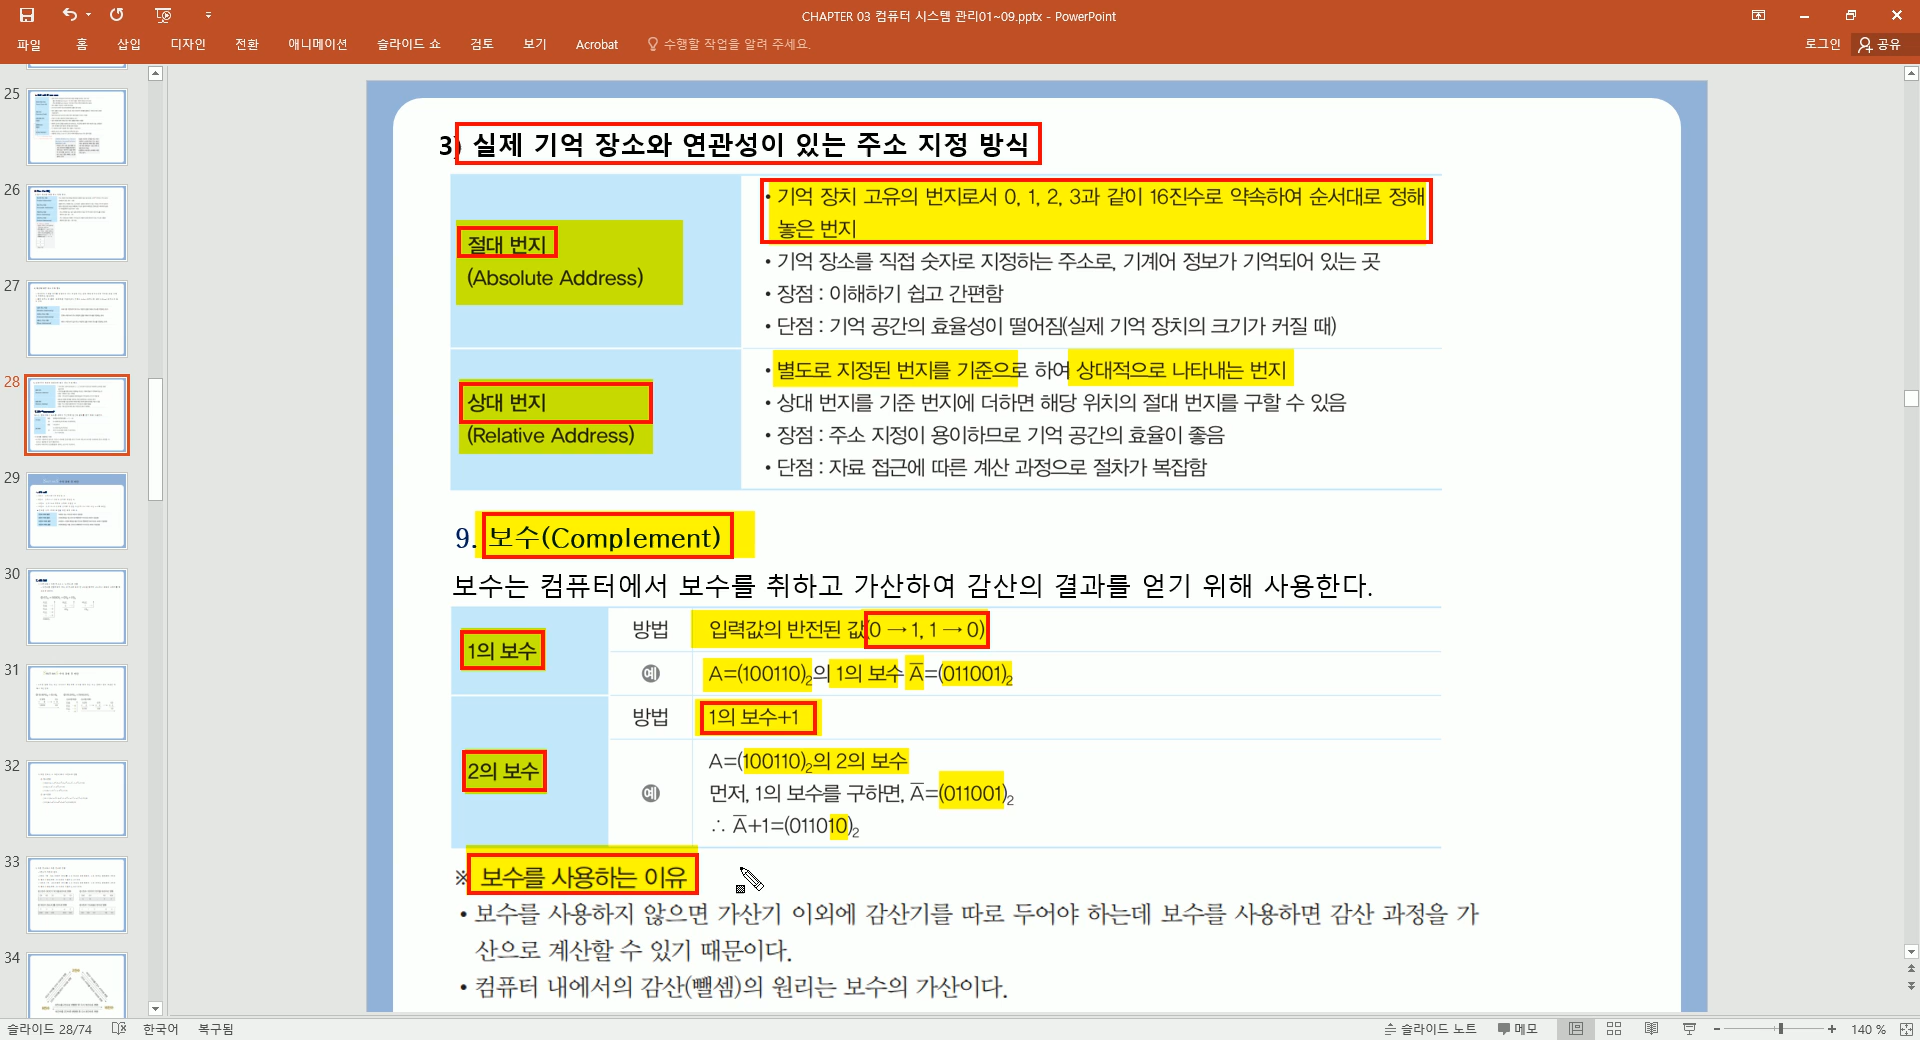 CHAPTER 03 컴퓨터 시스템 관리01~09.pptx - PowerPoint
파일 홈 삽입 디자인 전환 애니메이션 슬라이드 쇼 검토 보기 Acrobat 수행할 작업을 알려 주세요. 로그인 공유
25
26
27
28
29
30
31
32
33
34
3) 실제 기억 장소와 연관성이 있는 주소 지정 방식
절대 번지
(Absolute Address)
• 기억 장치 고유의 번지로서 0, 1, 2, 3과 같이 16진수로 약속하여 순서대로 정해
놓은 번지
• 기억 장소를 직접 숫자로 지정하는 주소로, 기계어 정보가 기억되어 있는 곳
• 장점 : 이해하기 쉽고 간편함
• 단점 : 기억 공간의 효율성이 떨어짐(실제 기억 장치의 크기가 커질 때)
상대 번지
(Relative Address)
• 별도로 지정된 번지를 기준으로 하여 상대적으로 나타내는 번지
• 상대 번지를 기준 번지에 더하면 해당 위치의 절대 번지를 구할 수 있음
• 장점 : 주소 지정이 용이하므로 기억 공간의 효율이 좋음
• 단점 : 자료 접근에 따른 계산 과정으로 절차가 복잡함
9. 보수(Complement)
보수는 컴퓨터에서 보수를 취하고 가산하여 감산의 결과를 얻기 위해 사용한다.
1의 보수
방법 입력값의 반전된 값(0 → 1, 1 → 0)
예 A=(100110)₂의 1의 보수 A̅=(011001)₂
2의 보수
방법 1의 보수+1
예
A=(100110)₂의 2의 보수
먼저, 1의 보수를 구하면, A̅=(011001)₂
∴ A̅+1=(011010)₂
※ 보수를 사용하는 이유
• 보수를 사용하지 않으면 가산기 이외에 감산기를 따로 두어야 하는데 보수를 사용하면 감산 과정을 가
산으로 계산할 수 있기 때문이다.
• 컴퓨터 내에서의 감산(뺄셈)의 원리는 보수의 가산이다.
슬라이드 28/74 한국어 복구됨 슬라이드 노트 메모 140 %